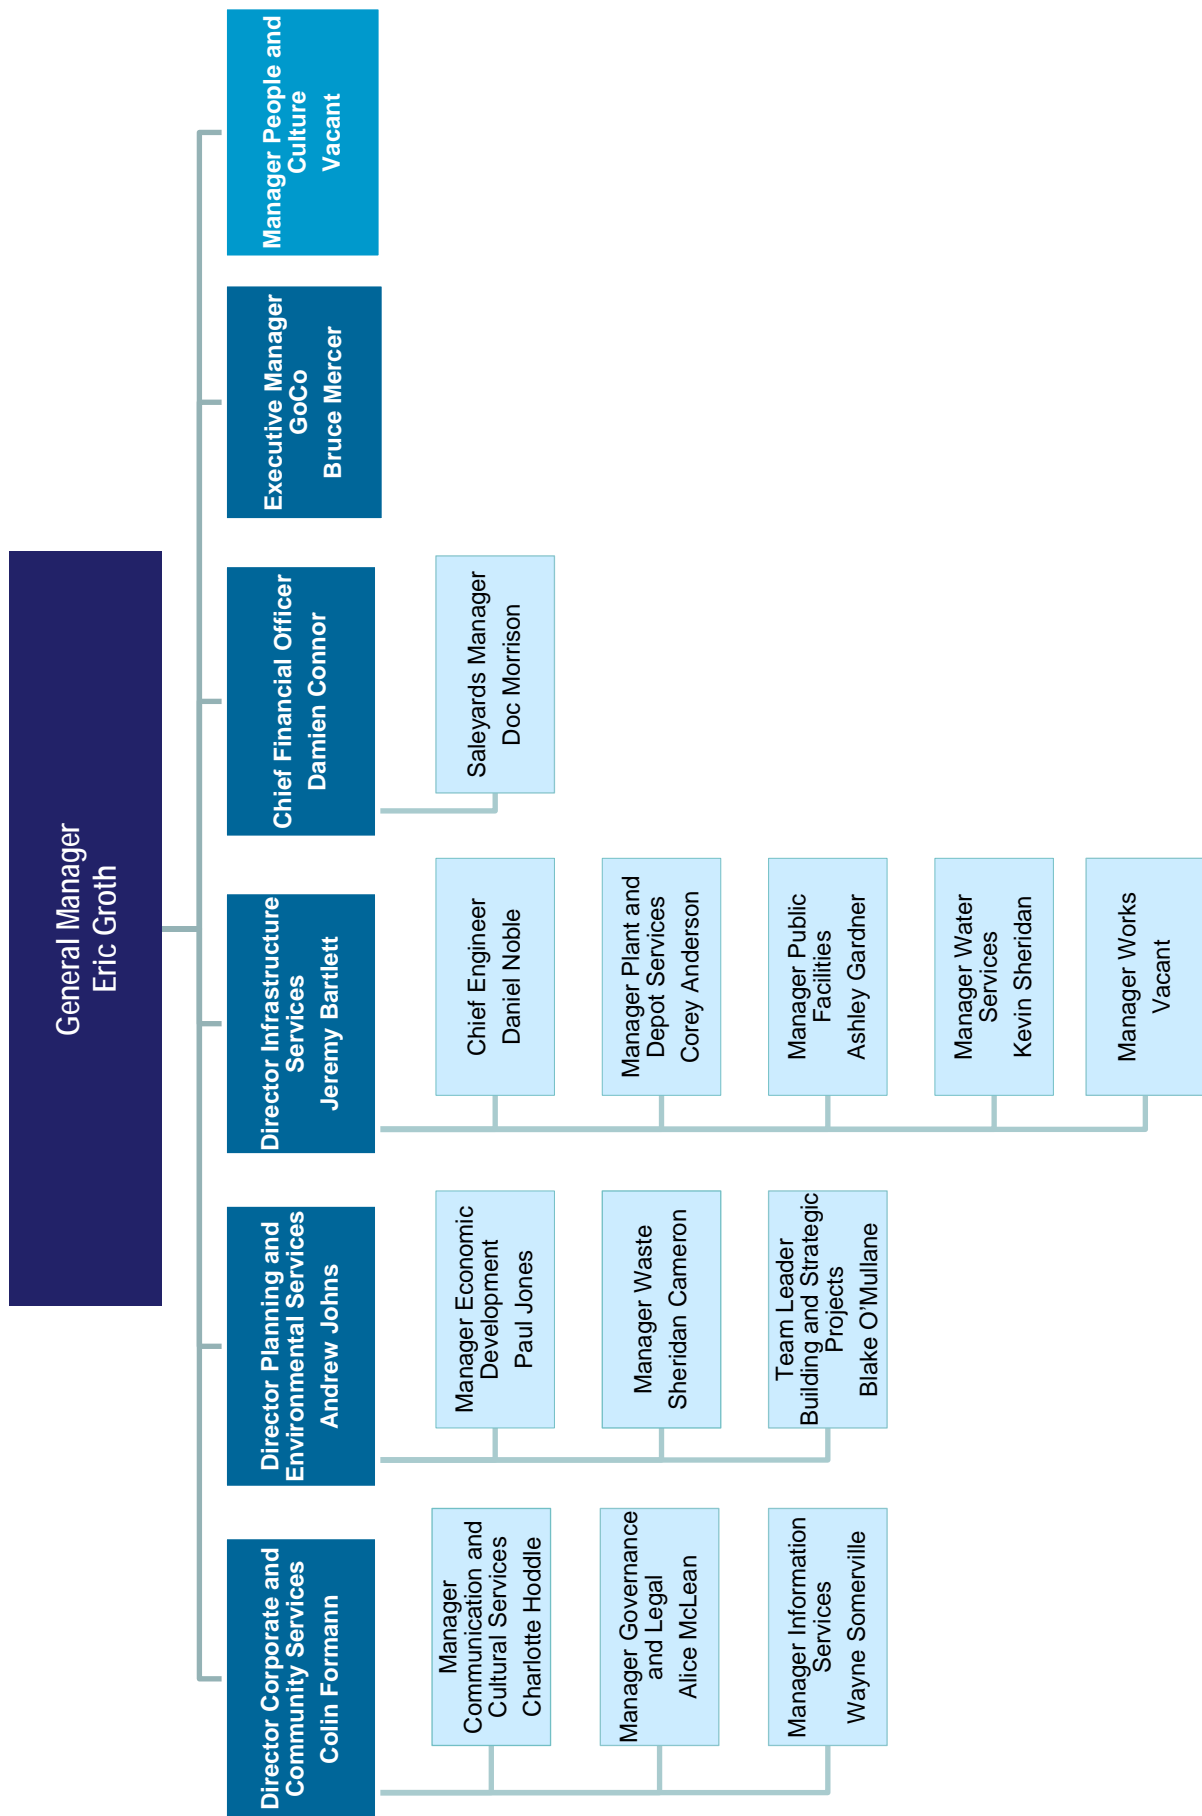 General Manager
Eric Groth
Director Corporate and
Community Services
Colin Formann
Manager
Communication and
Cultural Services
Charlotte Hoddle
Manager Governance
and Legal
Alice McLean
Manager Information
Services
Wayne Somerville
Director Planning and
Environmental Services
Andrew Johns
Manager Economic
Development
Paul Jones
Manager Waste
Sheridan Cameron
Team Leader
Building and Strategic
Projects
Blake O’Mullane
Director Infrastructure
Services
Jeremy Bartlett
Chief Engineer
Daniel Noble
Manager Plant and
Depot Services
Corey Anderson
Manager Public
Facilities
Ashley Gardner
Manager Water
Services
Kevin Sheridan
Manager Works
Vacant
Chief Financial Officer
Damien Connor
Saleyards Manager
Doc Morrison
Executive Manager
GoCo
Bruce Mercer
Manager People and
Culture
Vacant